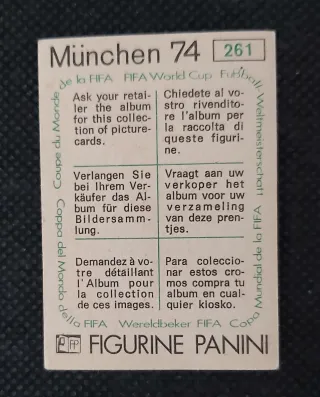 München 74 261
de la FIFA FIFA World Cup Fußball-Weltmeisterschaft
Ask your retai-
ler the album
for this collec-
tion of picture-
cards.
Chiedete al vo-
stro rivendito-
re l'album per
la raccolta di
queste figuri-
ne.
Verlangen Sie
bei Ihrem Ver-
käufer das Al-
bum für diese
Bildersamm-
lung.
Vraagt aan uw
verkoper het
album voor uw
verzameling
van deze pren-
tjes.
Demandez à vo-
tre détaillant
l'Album pour
la collection
de ces images.
Para coleccio-
nar estos cro-
mos compra tu
album en cual-
quier kiosko.
Coupe du Monde
Coppa del Mondo
della FIFA Wereldbeker FIFA Copa
Mundial de la FIFA
FIGURINE PANINI